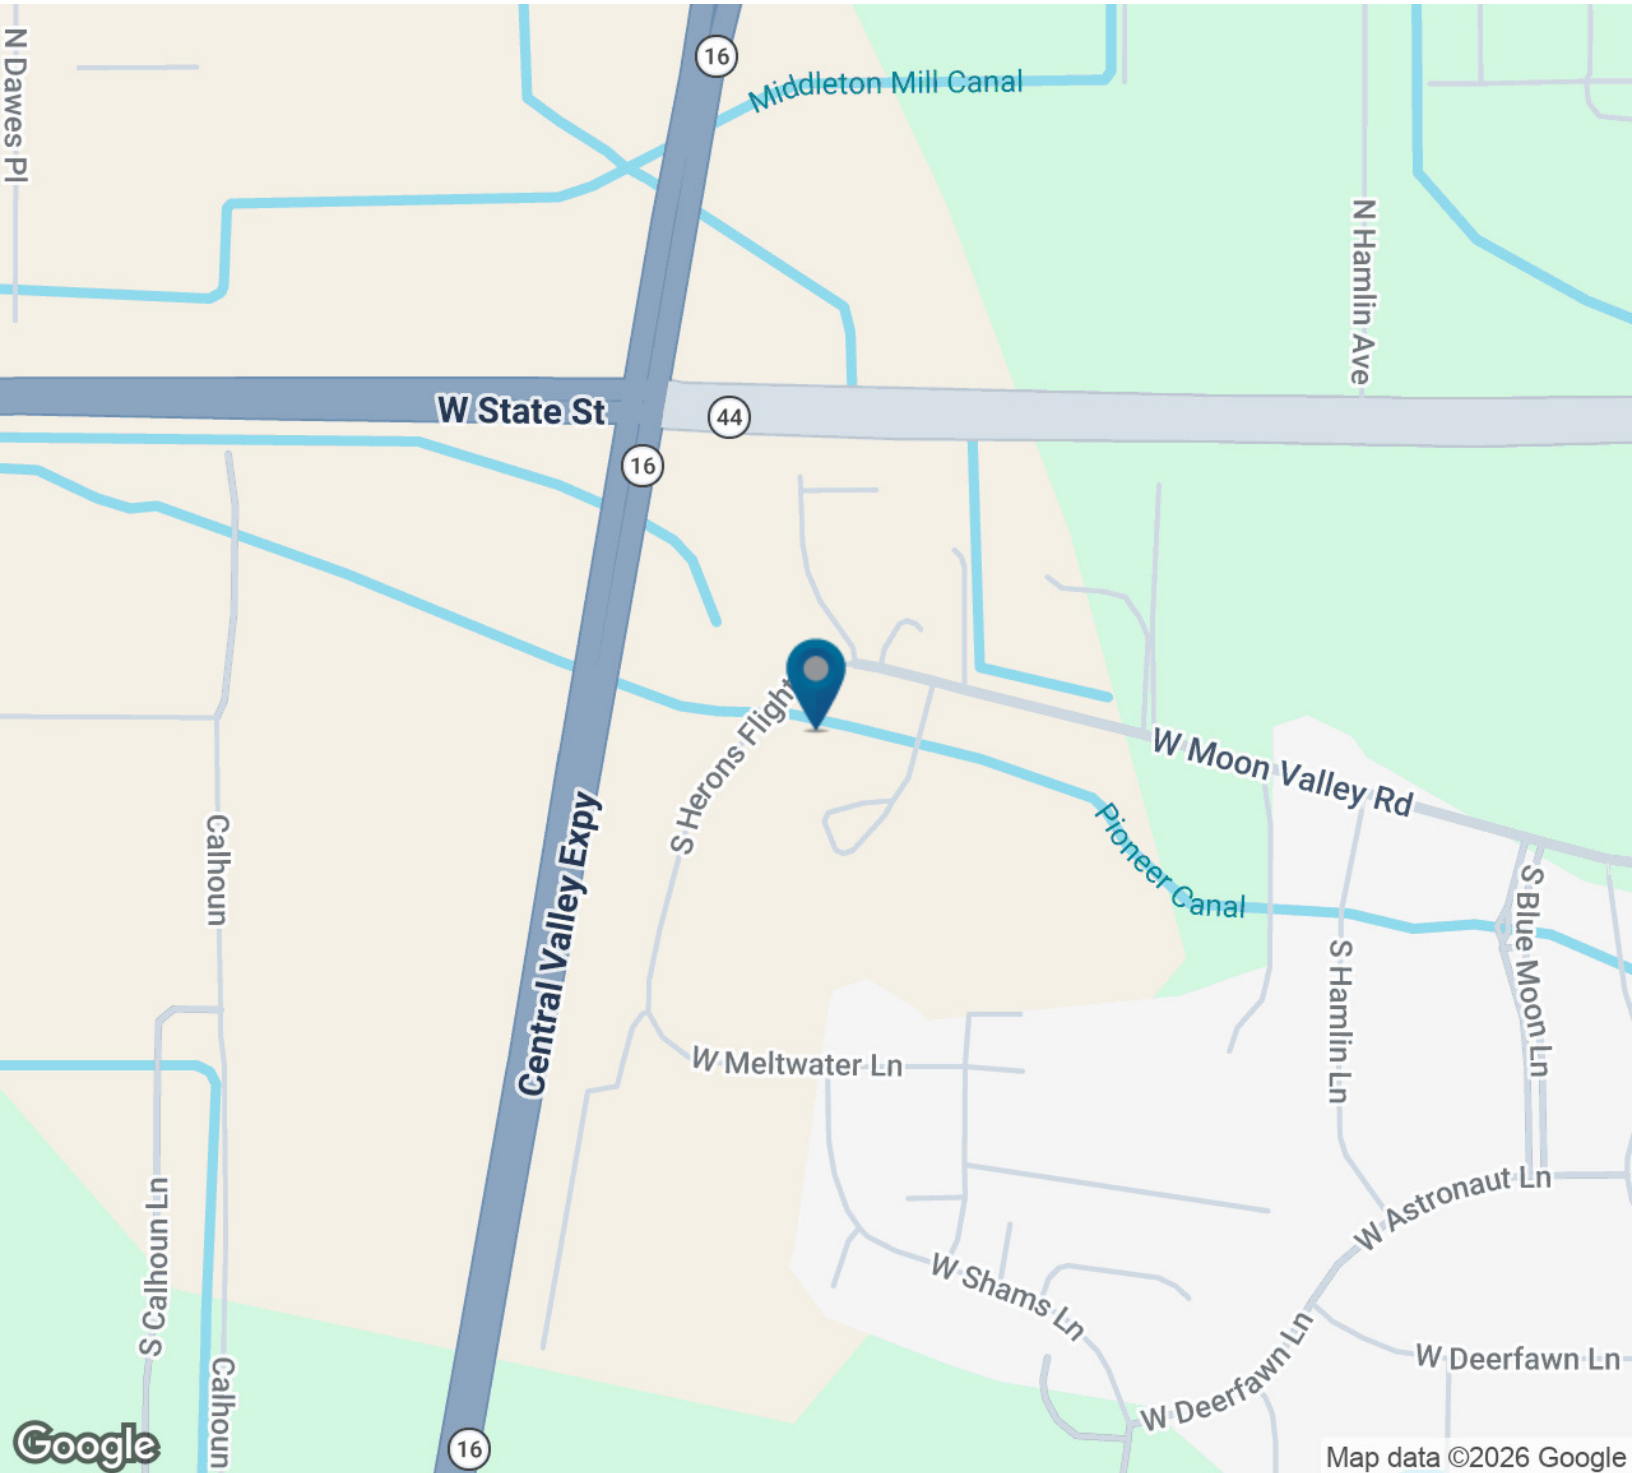 N Dawes Pl
16
Middleton Mill Canal
N Hamlin Ave
W State St
44
16
S Herons Flight
W Moon Valley Rd
Pioneer Canal
Calhoun
Central Valley Expy
S Blue Moon Ln
S Hamlin Ln
W Meltwater Ln
S Calhoun Ln
W Astronaut Ln
W Shams Ln
W Deerfawn Ln
W Deerfawn Ln
Calhoun
Google
16
Map data ©2026 Google